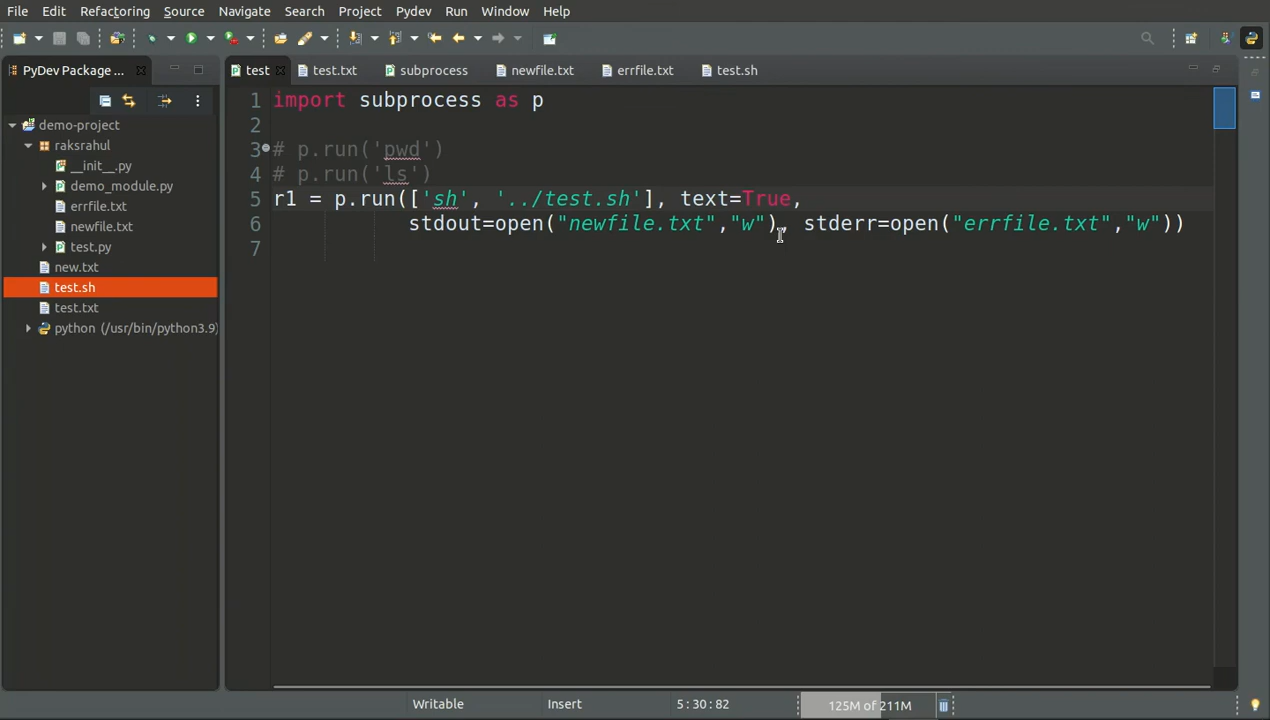 File Edit Refactoring Source Navigate Search Project Pydev Run Window Help
PyDev Package ...
test test.txt subprocess newfile.txt errfile.txt test.sh
demo-project
raksrahul
__init__.py
demo_module.py
errfile.txt
newfile.txt
test.py
new.txt
test.sh
test.txt
python (/usr/bin/python3.9)
1 import subprocess as p
2
3 # p.run('pwd')
4 # p.run('ls')
5 r1 = p.run(['sh', '../test.sh'], text=True,
6 stdout=open("newfile.txt","w"), stderr=open("errfile.txt","w"))
7
Writable Insert 5:30:82 125M of 211M